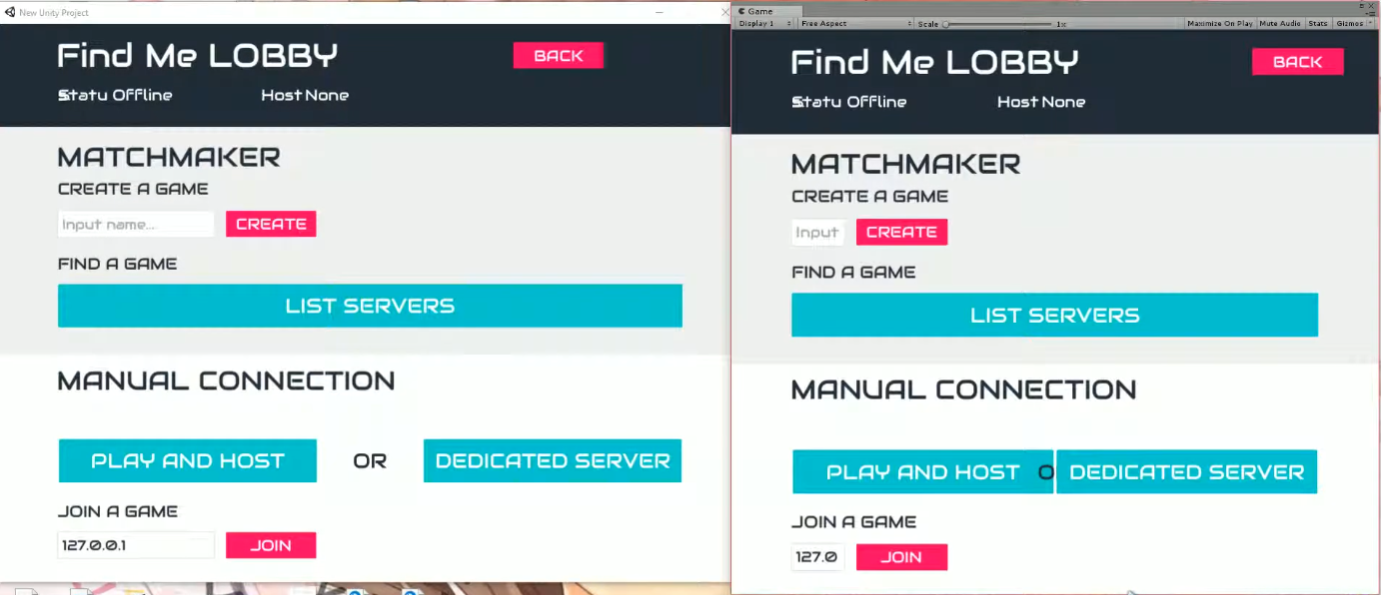 New Unity Project
Find Me LOBBY
BACK
Statu Offline
Host None
MATCHMAKER
CREATE A GAME
Input name...
CREATE
FIND A GAME
LIST SERVERS
MANUAL CONNECTION
PLAY AND HOST
OR
DEDICATED SERVER
JOIN A GAME
127.0.0.1
JOIN
Game
Display 1
Free Aspect
Scale
1x
Maximize On Play
Mute Audio
Stats
Gizmos
Find Me LOBBY
BACK
Statu Offline
Host None
MATCHMAKER
CREATE A GAME
Input
CREATE
FIND A GAME
LIST SERVERS
MANUAL CONNECTION
PLAY AND HOST
O
DEDICATED SERVER
JOIN A GAME
127.0
JOIN